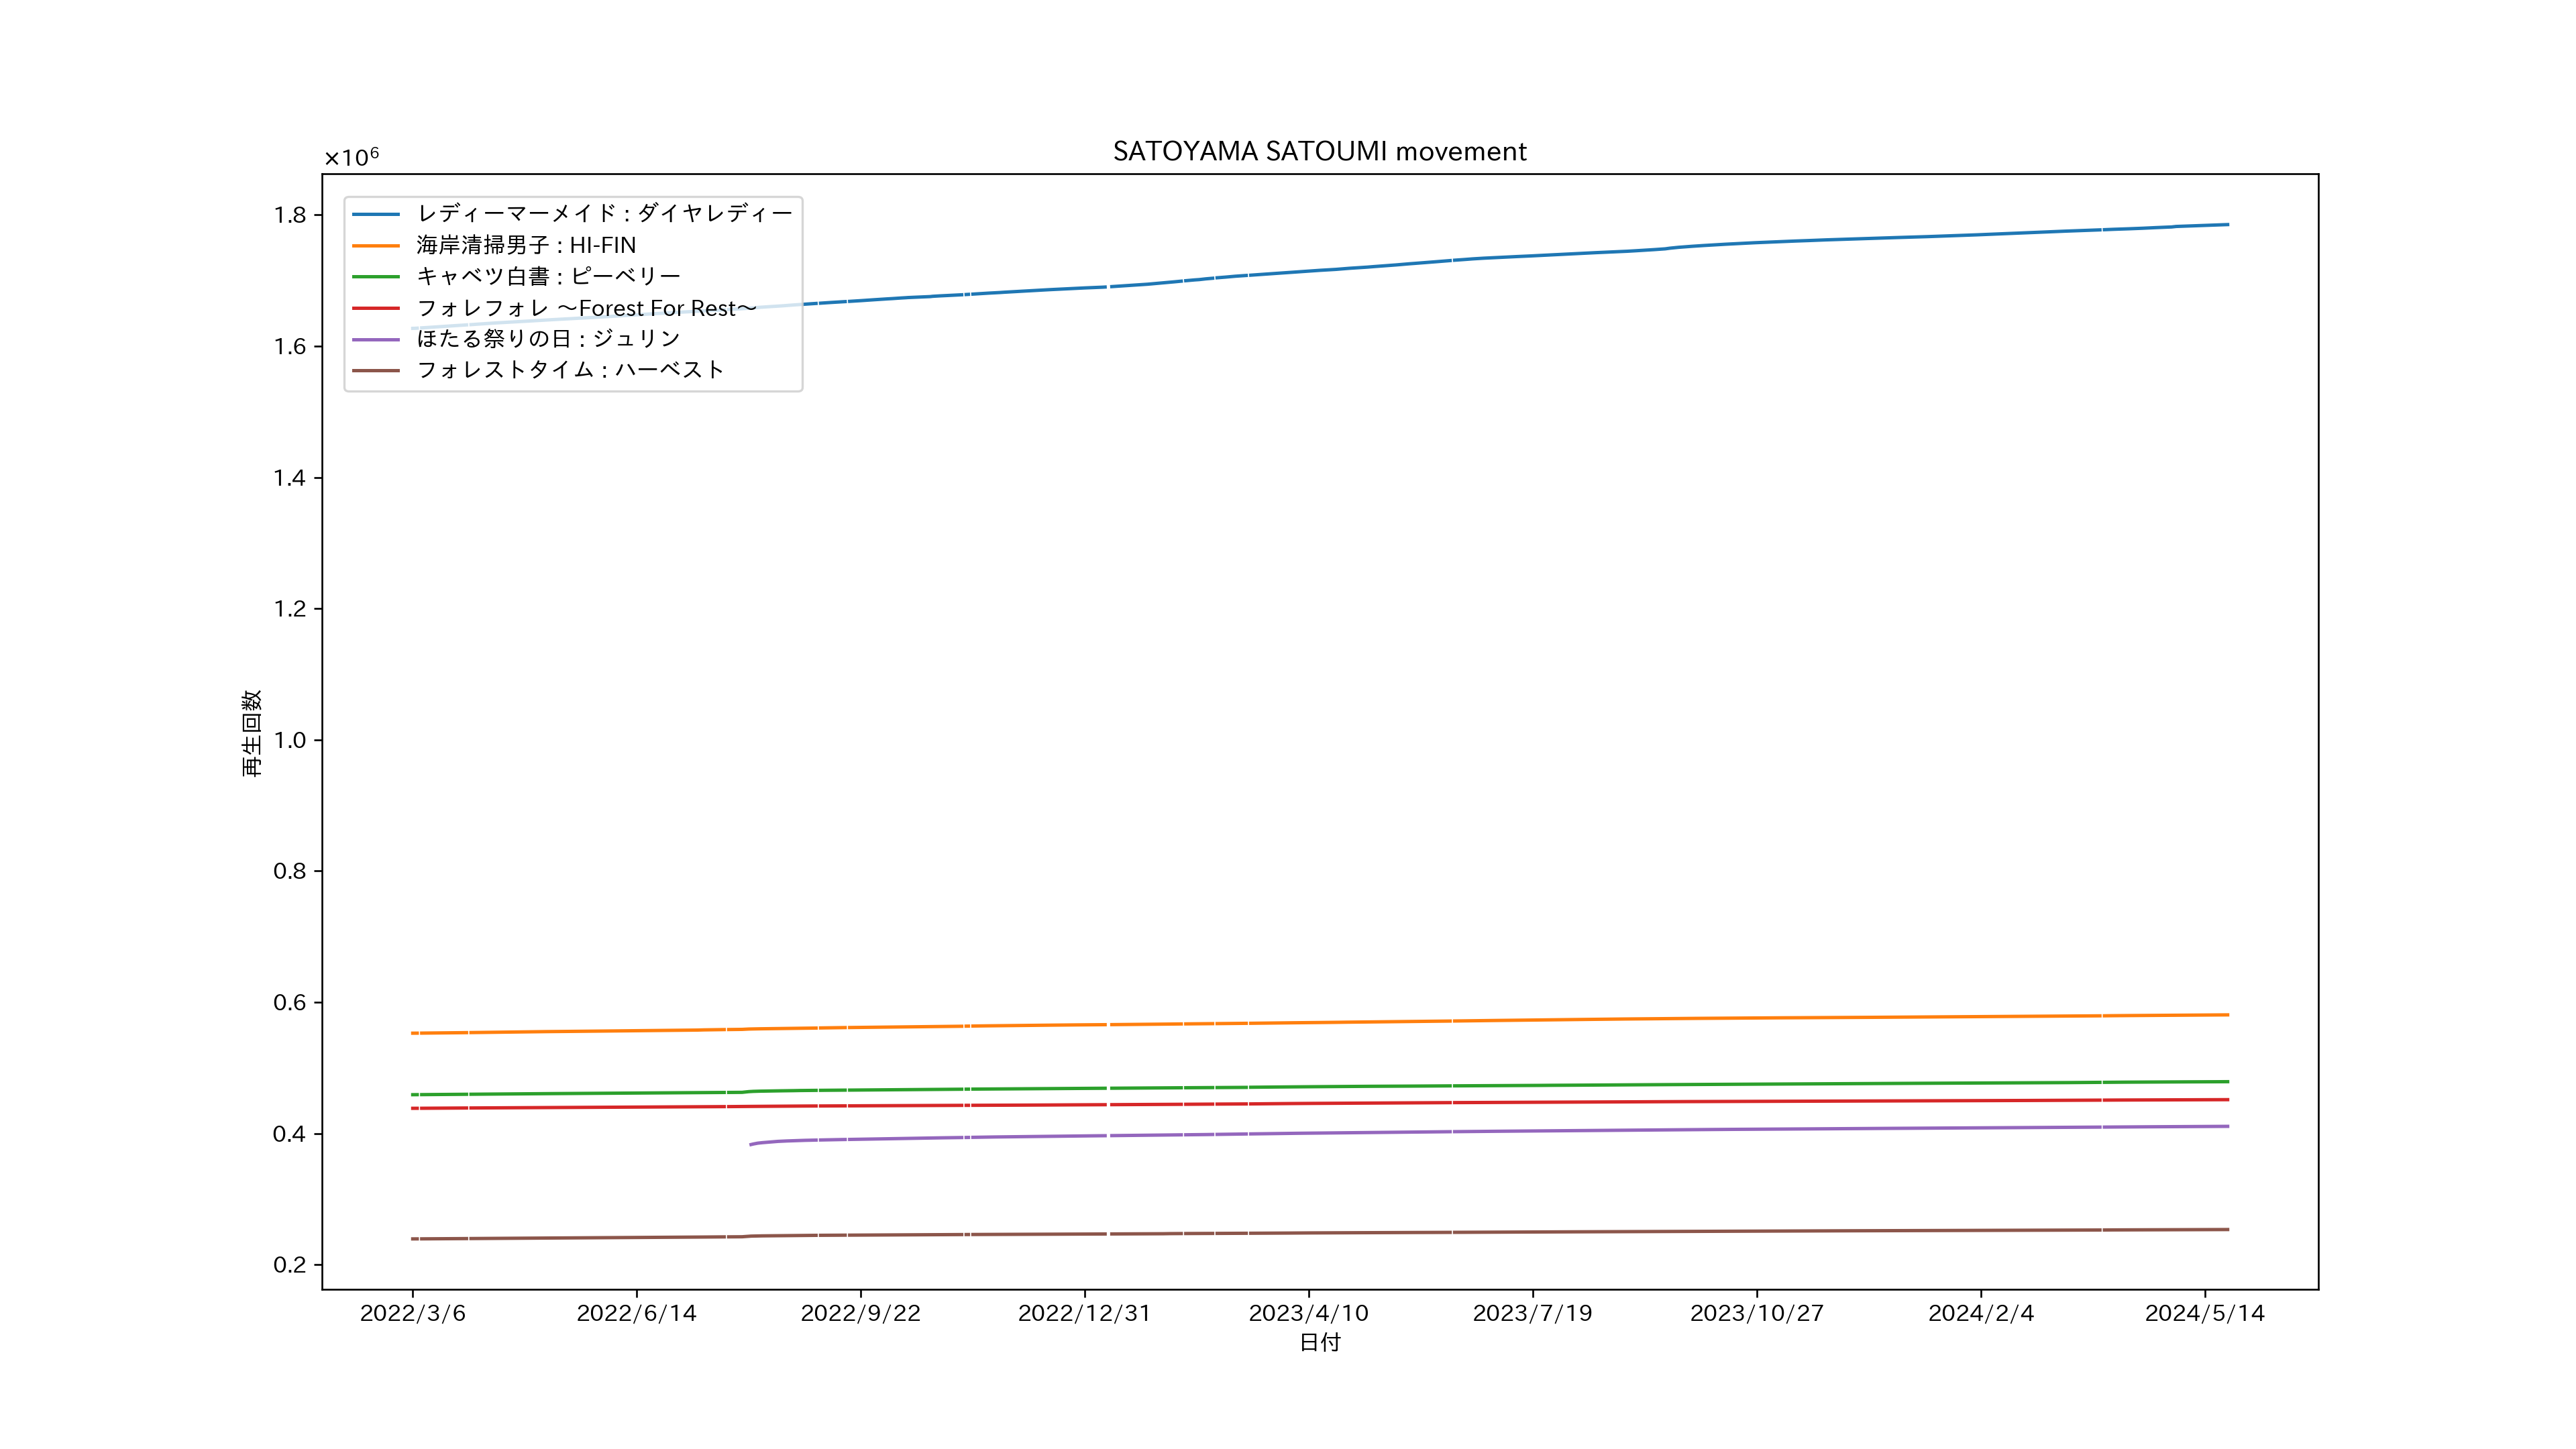 SATOYAMA SATOUMI movement
×10⁶
レディーマーメイド : ダイヤレディー
海岸清掃男子 : HI-FIN
キャベツ白書 : ピーベリー
フォレフォレ ～Forest For Rest～
ほたる祭りの日 : ジュリン
フォレストタイム : ハーベスト
1.8
1.6
1.4
1.2
1.0
0.8
0.6
0.4
0.2
再生回数
2022/3/6 2022/6/14 2022/9/22 2022/12/31 2023/4/10 2023/7/19 2023/10/27 2024/2/4 2024/5/14
日付